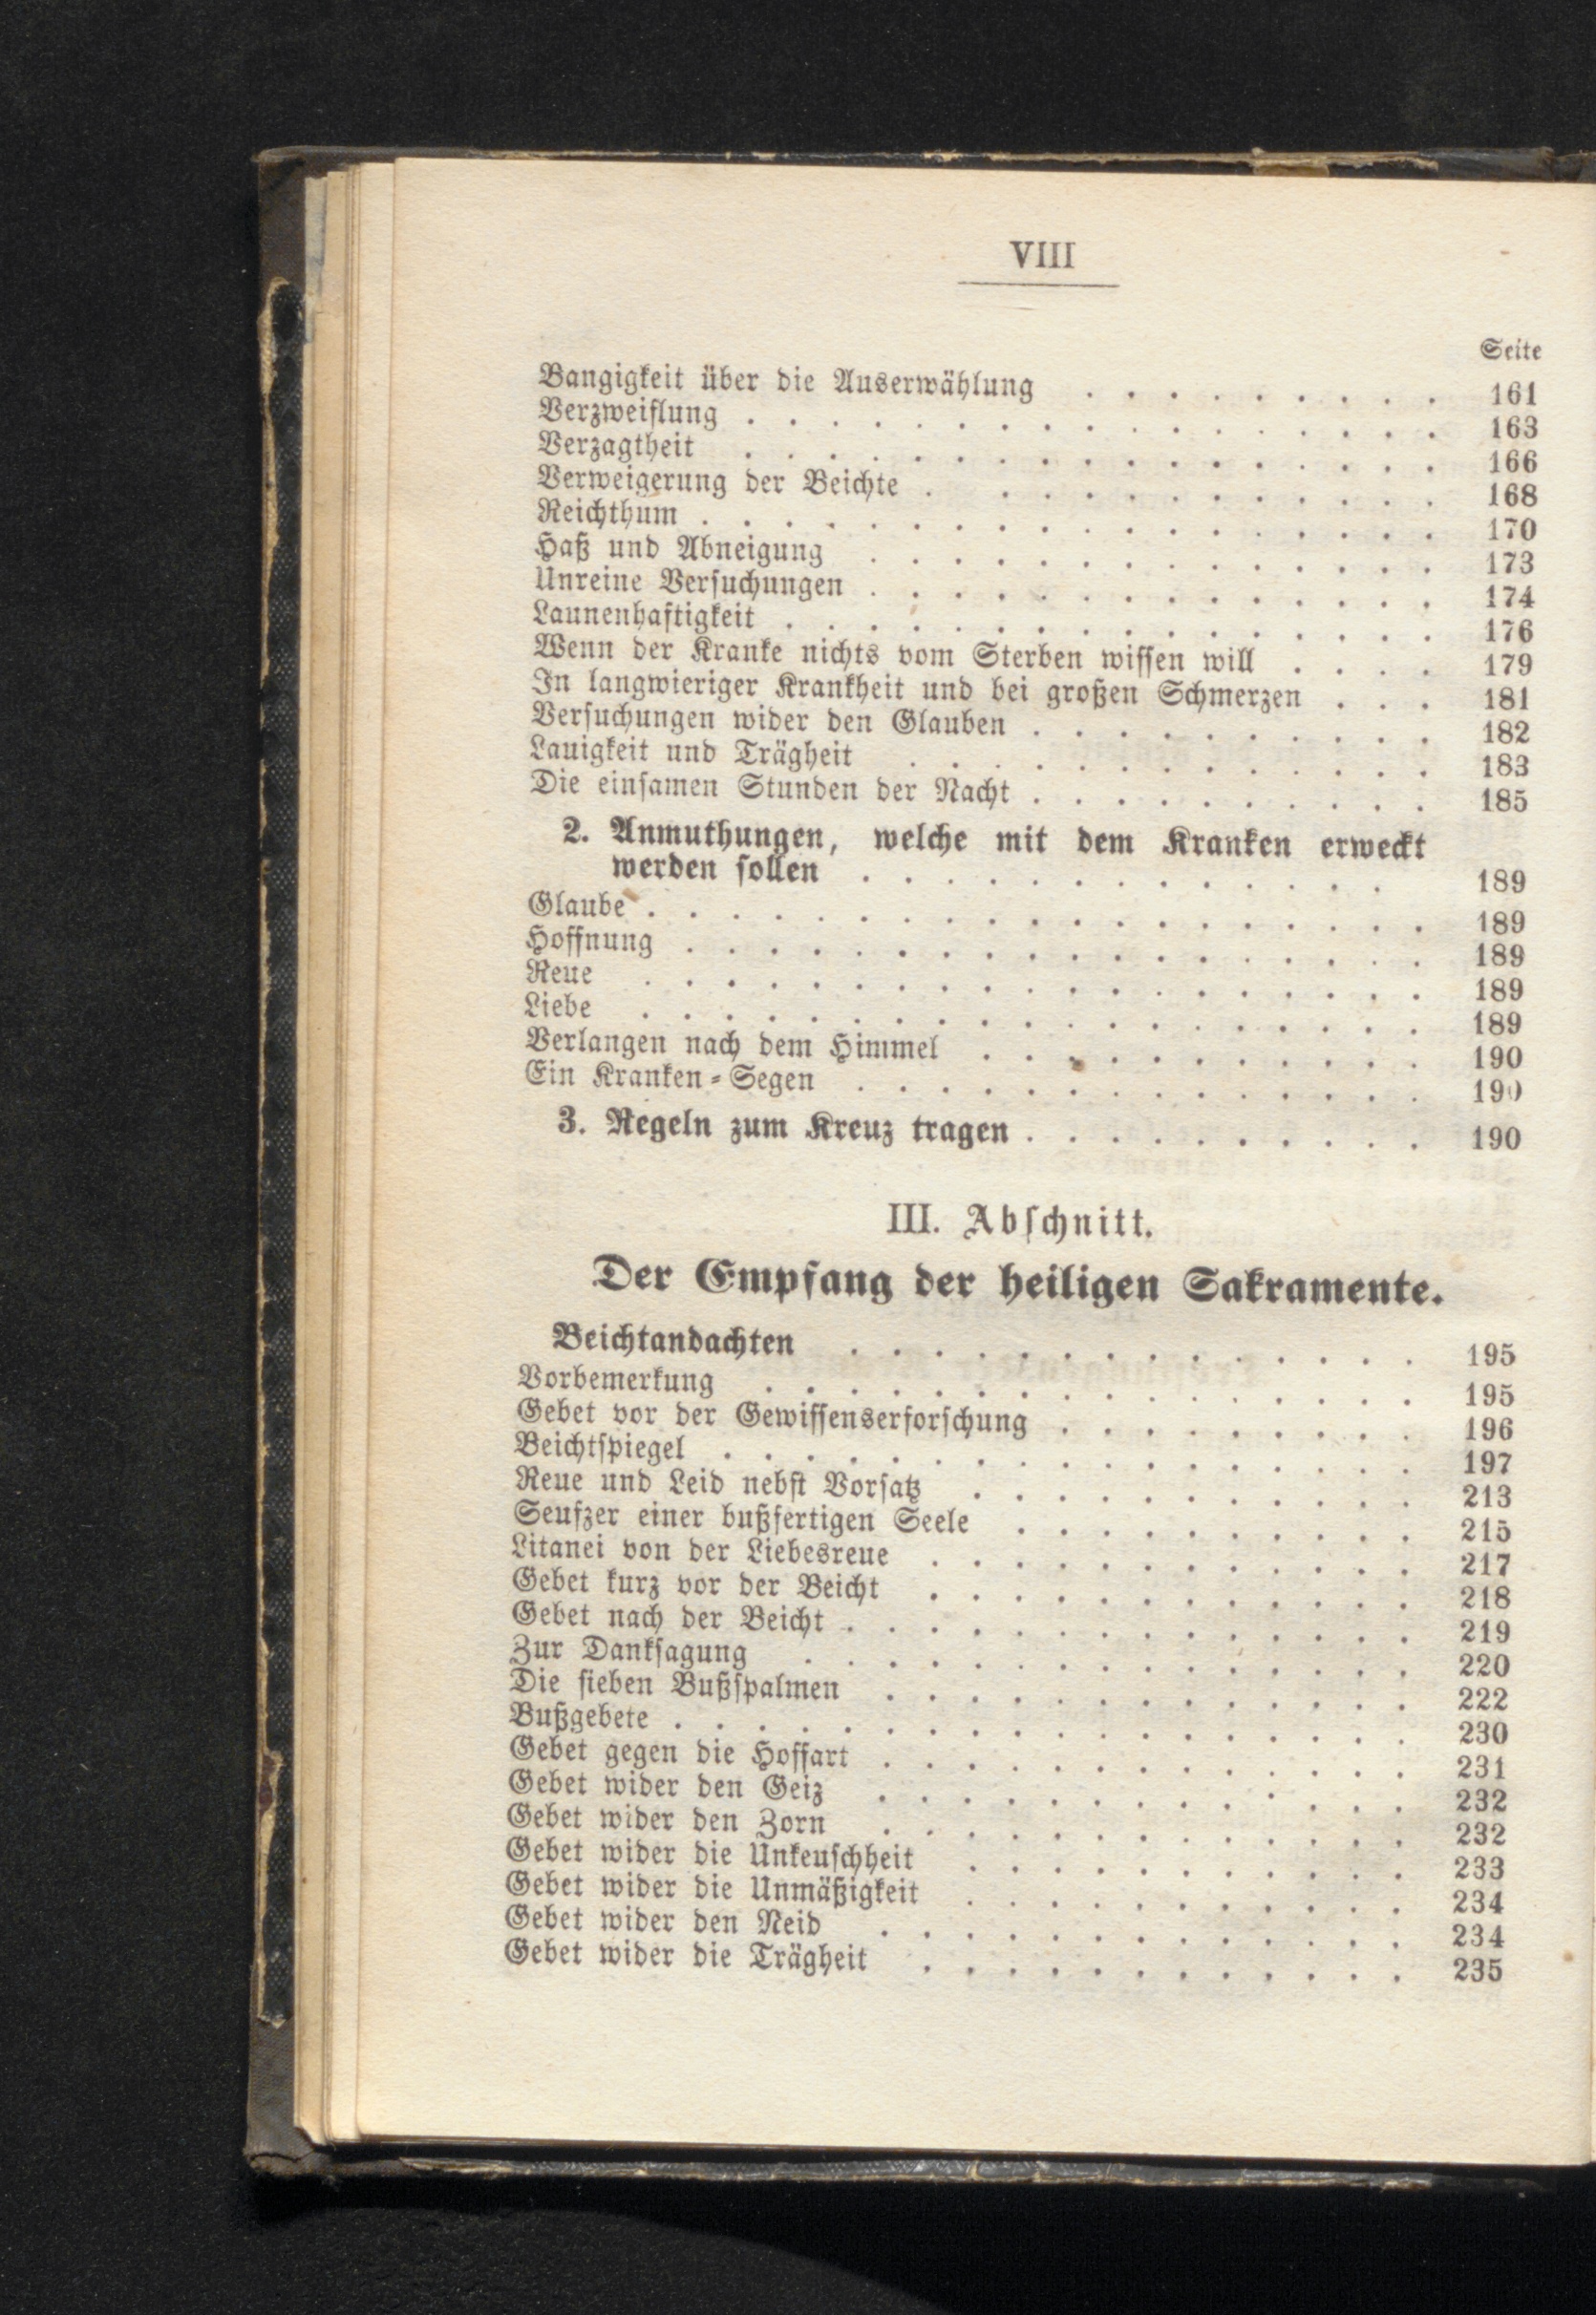 VIII
Seite
Bangigkeit über die Auserwählung . . . . . . . . . 161
Verzweiflung . . . . . . . . . . . . . . . . . 163
Verzagtheit . . . . . . . . . . . . . . . . . 166
Verweigerung der Beichte . . . . . . . . . . . . 168
Reichthum . . . . . . . . . . . . . . . . . . 170
Haß und Abneigung . . . . . . . . . . . . . . 173
Unreine Versuchungen . . . . . . . . . . . . . . 174
Launenhaftigkeit . . . . . . . . . . . . . . . . 176
Wenn der Kranke nichts vom Sterben wissen will . . . . 179
In langwieriger Krankheit und bei großen Schmerzen . . . 181
Versuchungen wider den Glauben . . . . . . . . . . 182
Lauigkeit und Trägheit . . . . . . . . . . . . . 183
Die einsamen Stunden der Nacht . . . . . . . . . . 185
2. Anmuthungen, welche mit dem Kranken erweckt
werden sollen . . . . . . . . . . . . . 189
Glaube . . . . . . . . . . . . . . . . . . . 189
Hoffnung . . . . . . . . . . . . . . . . . . 189
Reue . . . . . . . . . . . . . . . . . . . 189
Liebe . . . . . . . . . . . . . . . . . . . 189
Verlangen nach dem Himmel . . . . . . . . . . . 190
Ein Kranken-Segen . . . . . . . . . . . . . . 190
3. Regeln zum Kreuz tragen . . . . . . . . . . 190
III. Abschnitt.
Der Empfang der heiligen Sakramente.
Beichtandachten . . . . . . . . . . . . . . 195
Vorbemerkung . . . . . . . . . . . . . . . . 195
Gebet vor der Gewissenserforschung . . . . . . . . . 196
Beichtspiegel . . . . . . . . . . . . . . . . . 197
Reue und Leid nebst Vorsatz . . . . . . . . . . . 213
Seufzer einer bußfertigen Seele . . . . . . . . . . 215
Litanei von der Liebesreue . . . . . . . . . . . . 217
Gebet kurz vor der Beicht . . . . . . . . . . . . 218
Gebet nach der Beicht . . . . . . . . . . . . . . 219
Zur Danksagung . . . . . . . . . . . . . . . 220
Die sieben Bußspalmen . . . . . . . . . . . . . 222
Bußgebete . . . . . . . . . . . . . . . . . . 230
Gebet gegen die Hoffart . . . . . . . . . . . . . 231
Gebet wider den Geiz . . . . . . . . . . . . . 232
Gebet wider den Zorn . . . . . . . . . . . . . 232
Gebet wider die Unkeuschheit . . . . . . . . . . . 233
Gebet wider die Unmäßigkeit . . . . . . . . . . . 234
Gebet wider den Neid . . . . . . . . . . . . . 234
Gebet wider die Trägheit . . . . . . . . . . . . 235